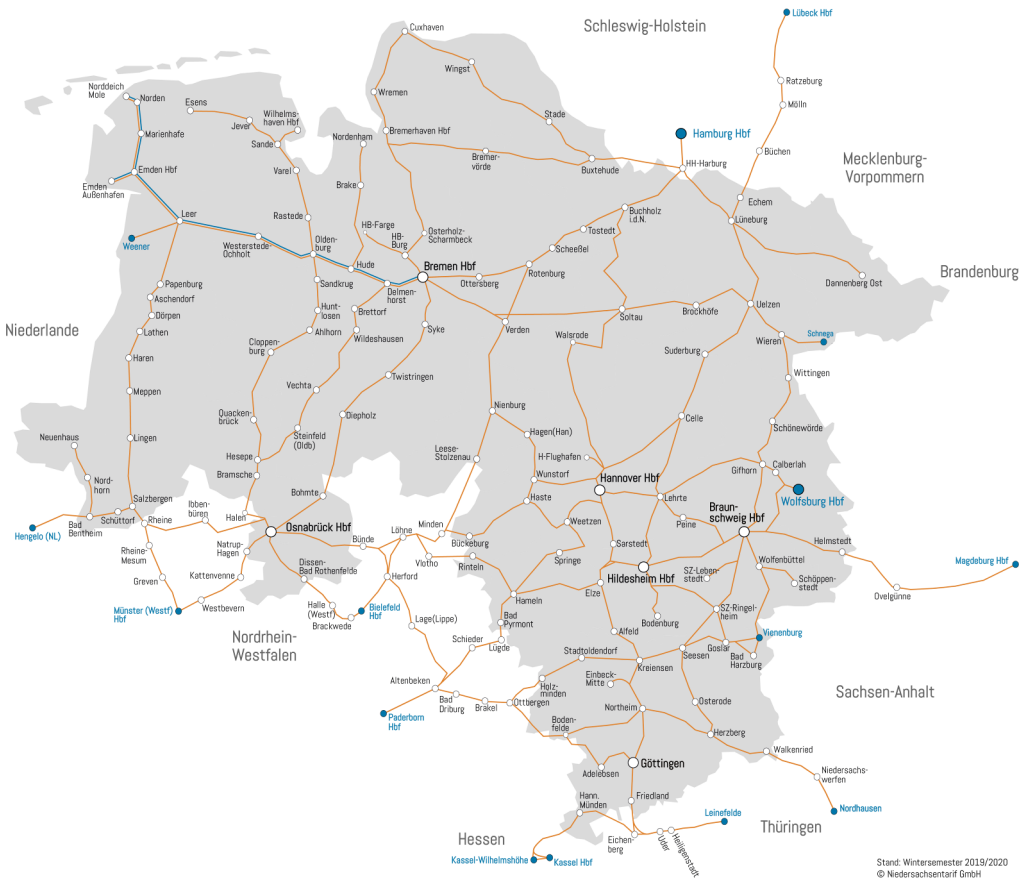 Schleswig-Holstein
Lübeck Hbf
Cuxhaven
Wingst
Ratzeburg
Norddeich
Mole
Norden
Esens
Wremen
Mölln
Jever
Wilhelms-
haven Hbf
Stade
Marienhafe
Sande
Nordenham
Bremerhaven Hbf
Hamburg Hbf
Büchen
Mecklenburg-
Vorpommern
Bremer-
vörde
Buxtehude
HH-Harburg
Emden Hbf
Varel
Emden
Außenhafen
Brake
Echem
Leer
Rastede
HB-Farge
Buchholz
i.d.N.
Lüneburg
Weener
Westerstede-
Ochholt
Olden-
burg
HB-
Burg
Osterholz-
Scharmbeck
Tostedt
Scheeßel
Hude
Bremen Hbf
Rotenburg
Brandenburg
Papenburg
Sandkrug
Delmen-
horst
Ottersberg
Dannenberg Ost
Aschendorf
Hunt-
losen
Brettorf
Uelzen
Dörpen
Soltau
Brockhöfe
Niederlande
Lathen
Ahlhorn
Wildeshausen
Syke
Verden
Walsrode
Schnega
Wieren
Haren
Cloppen-
burg
Suderburg
Twistringen
Wittingen
Meppen
Vechta
Quacken-
brück
Diepholz
Nienburg
Celle
Schönewörde
Neuenhaus
Lingen
Steinfeld
(Oldb)
Hagen(Han)
Hesepe
Leese-
Stolzenau
H-Flughafen
Calberlah
Gifhorn
Bramsche
Nord-
horn
Wunstorf
Hannover Hbf
Bohmte
Haste
Lehrte
Wolfsburg Hbf
Salzbergen
Ibben-
büren
Halen
Braun-
schweig Hbf
Schüttorf
Rheine
Peine
Bad
Bentheim
Osnabrück Hbf
Löhne
Minden
Weetzen
Hengelo (NL)
Helmstedt
Natrup-
Hagen
Bünde
Bückeburg
Sarstedt
Rheine-
Mesum
Vlotho
Rinteln
Springe
Wolfenbüttel
Magdeburg Hbf
Dissen-
Bad Rothenfelde
Hildesheim Hbf
SZ-Leben-
stedt
Greven
Kattenvenne
Herford
Schöppen-
stedt
Elze
Ovelgünne
Münster (Westf)
Hbf
Westbevern
Halle
(Westf)
Bielefeld
Hbf
Hameln
SZ-Ringel-
heim
Brackwede
Lage(Lippe)
Bad
Pyrmont
Bodenburg
Alfeld
Vienenburg
Nordrhein-
Westfalen
Schieder
Lügde
Goslar
Bad
Harzburg
Stadtoldendorf
Kreiensen
Seesen
Altenbeken
Einbeck-
Mitte
Holz-
minden
Sachsen-Anhalt
Bad
Driburg
Brakel
Ottbergen
Osterode
Northeim
Paderborn
Hbf
Boden-
felde
Herzberg
Walkenried
Göttingen
Adelebsen
Niedersachs-
werfen
Hann.
Münden
Friedland
Nordhausen
Leinefelde
Thüringen
Hessen
Eichen-
berg
Uder
Heiligenstadt
Kassel-Wilhelmshöhe
Kassel Hbf
Stand: Wintersemester 2019/2020
© Niedersachsentarif GmbH